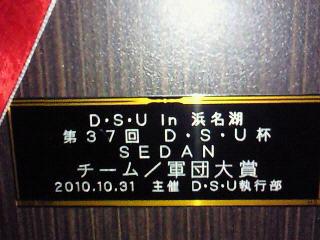 D・S・U In 浜名湖
第３７回 D・S・U杯
SEDAN
チーム／軍団大賞
2010.10.31 主催 D・S・U執行部